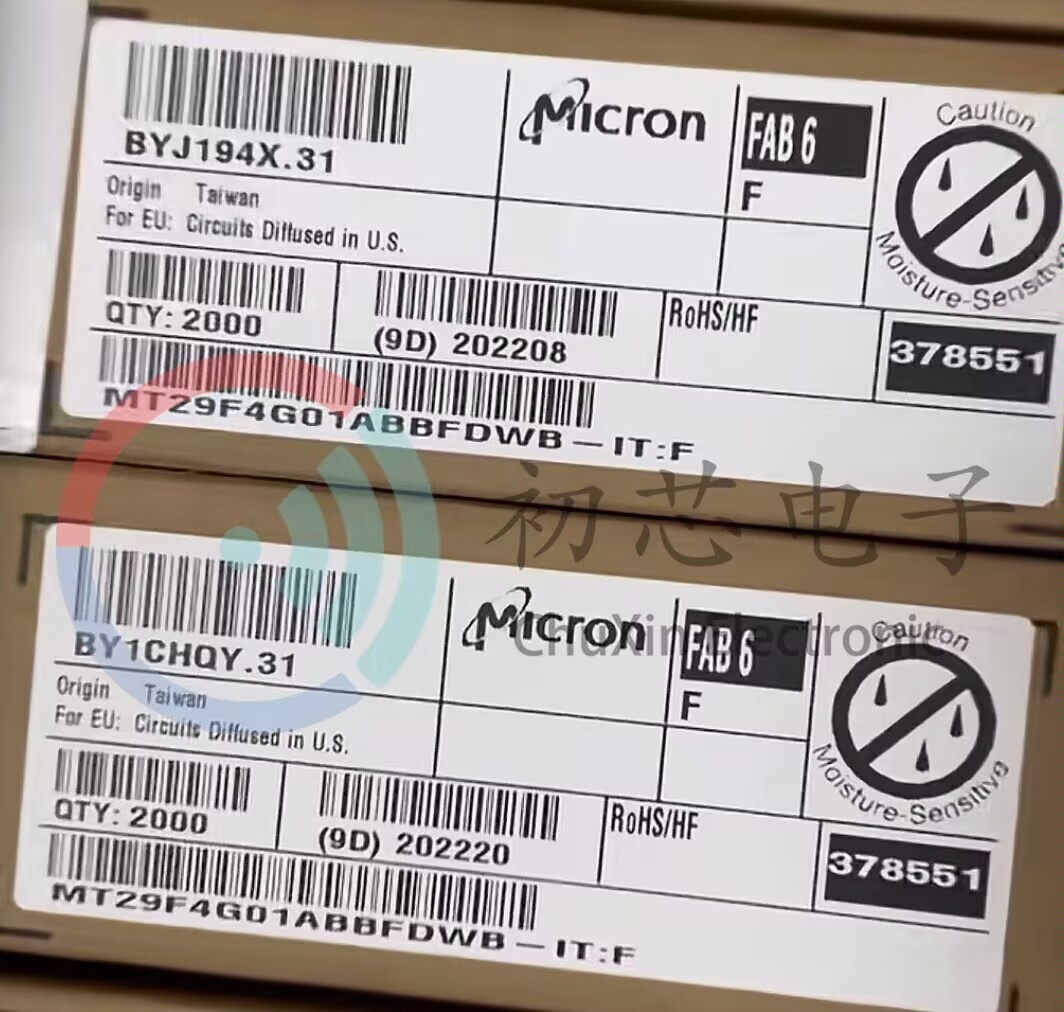 BYJ194X.31
Micron
FAB 6
F
Caution
Moisture-Sensitive
Origin Taiwan
For EU: Circuits Diffused in U.S.
QTY: 2000
(9D) 202208
RoHS/HF
378551
MT29F4G01ABBFDWB-IT:F
初芯电子
ChuXin Electronic
BY1CHQY.31
Micron
FAB 6
F
Caution
Moisture-Sensitive
Origin Taiwan
For EU: Circuits Diffused in U.S.
QTY: 2000
(9D) 202220
RoHS/HF
378551
MT29F4G01ABBFDWB-IT:F